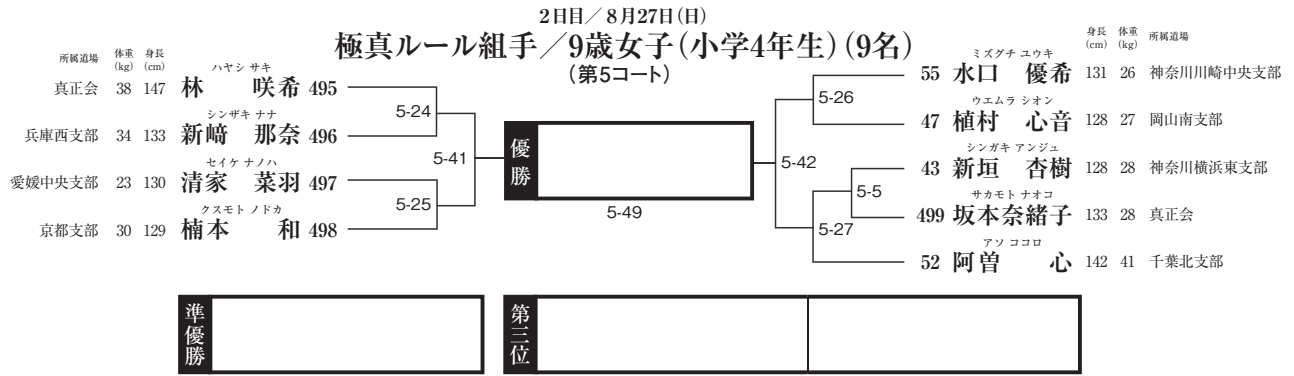 2日目／8月27日(日)
極真ルール組手／9歳女子(小学4年生)(9名)
(第5コート)
所属道場 体重(kg) 身長(cm)
ハヤシ サキ
真正会 38 147 林 咲希 495
シンザキ ナナ
兵庫西支部 34 133 新﨑 那奈 496
セイケ ナノハ
愛媛中央支部 23 130 清家 菜羽 497
クスモト ノドカ
京都支部 30 129 楠本 和 498
5-24
5-25
5-41
優勝
5-49
身長(cm) 体重(kg) 所属道場
ミズグチ ユウキ
55 水口 優希 131 26 神奈川川崎中央支部
ウエムラ シオン
47 植村 心音 128 27 岡山南支部
シンガキ アンジュ
43 新垣 杏樹 128 28 神奈川横浜東支部
サカモト ナオコ
499 坂本奈緒子 133 28 真正会
アソ ココロ
52 阿曽 心 142 41 千葉北支部
5-26
5-42
5-5
5-27
準優勝
第三位